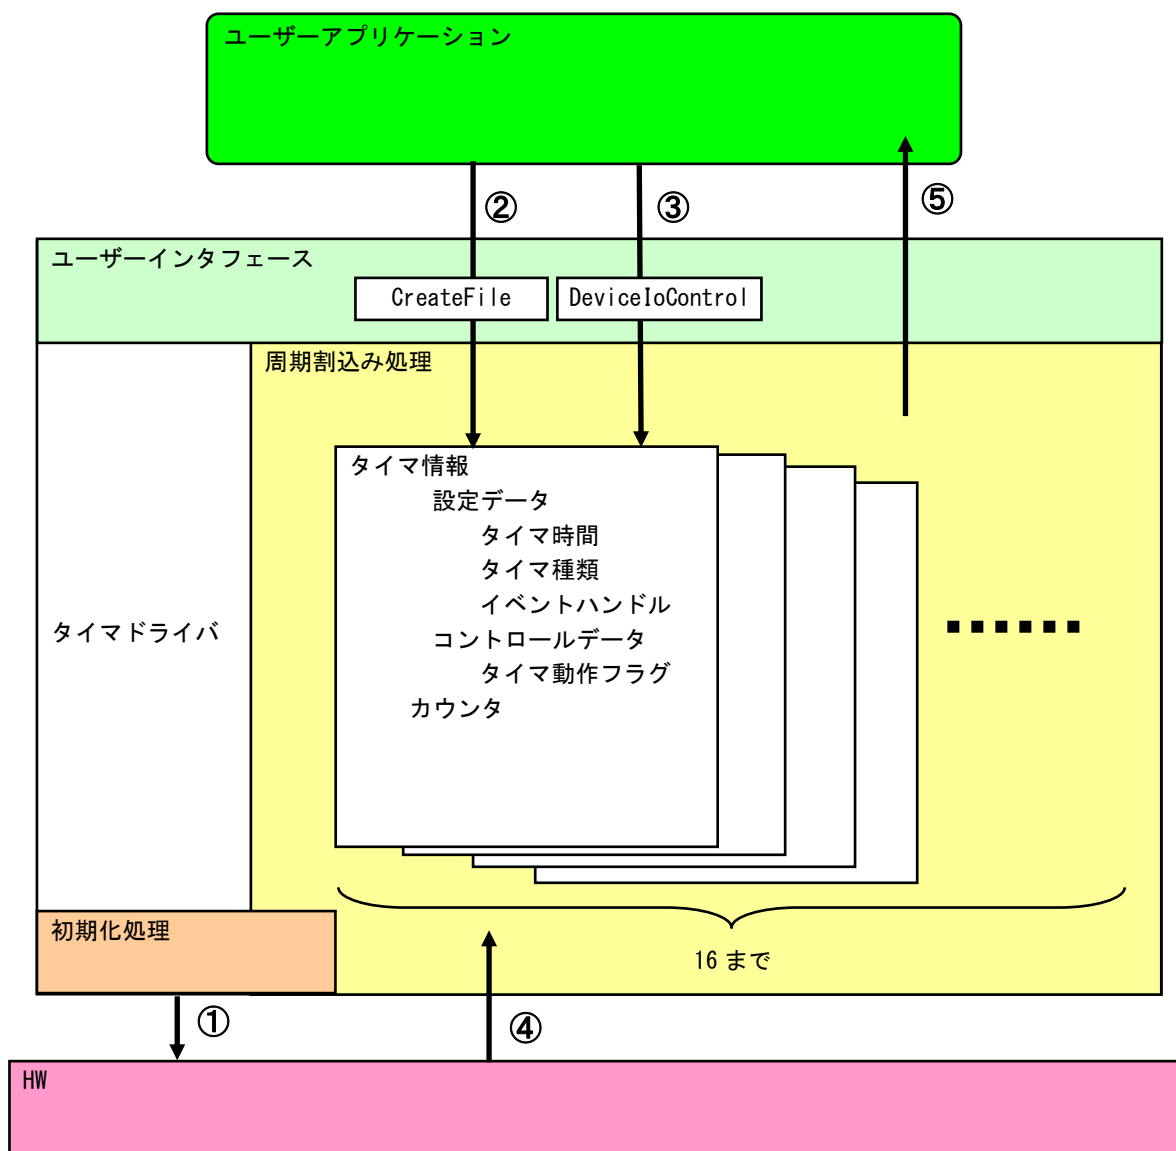 ユーザーアプリケーション
②
③
⑤
ユーザーインタフェース
CreateFile
DeviceIoControl
周期割込み処理
タイマ情報
設定データ
タイマ時間
タイマ種類
イベントハンドル
コントロールデータ
タイマ動作フラグ
カウンタ
タイマドライバ
初期化処理
16 まで
①
④
HW